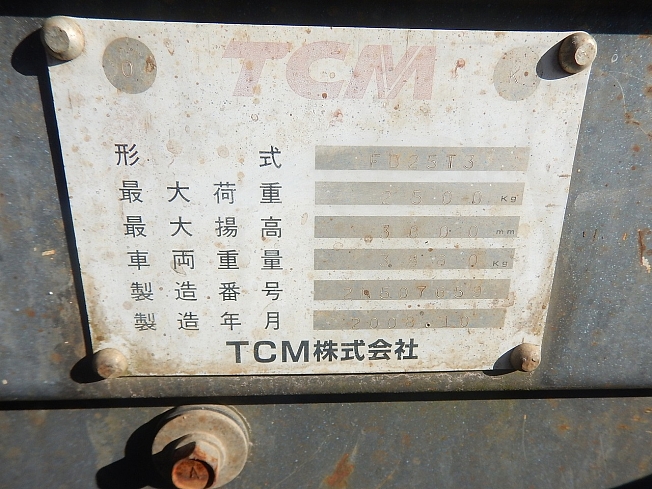 TCM
形 式 FD25T3
最大荷重 2500 Kg
最大揚高 3000 mm
車両重量 Kg
製造番号
製造年月
TCM株式会社